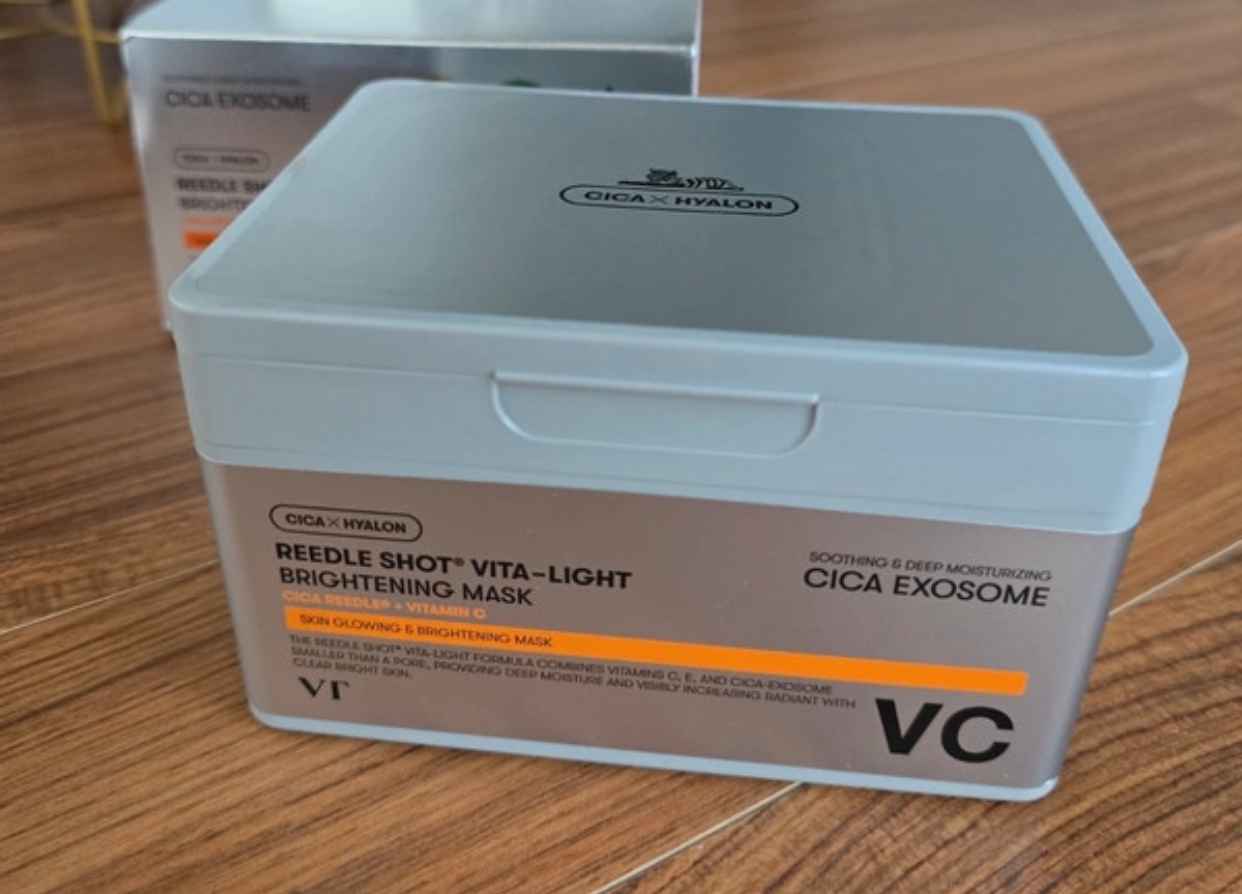 CICA EXOSOME
REEDLE SH
BRIGHTE
CICA×HYALON
CICA×HYALON
REEDLE SHOT® VITA-LIGHT
BRIGHTENING MASK
CICA REEDLE® + VITAMIN C
SKIN GLOWING & BRIGHTENING MASK
THE REEDLE SHOT® VITA-LIGHT FORMULA COMBINES VITAMINS C, E, AND CICA-EXOSOME
SMALLER THAN A PORE, PROVIDING DEEP MOISTURE AND VISIBLY INCREASING RADIANT WITH
CLEAR BRIGHT SKIN.
VT
SOOTHING & DEEP MOISTURIZING
CICA EXOSOME
VC